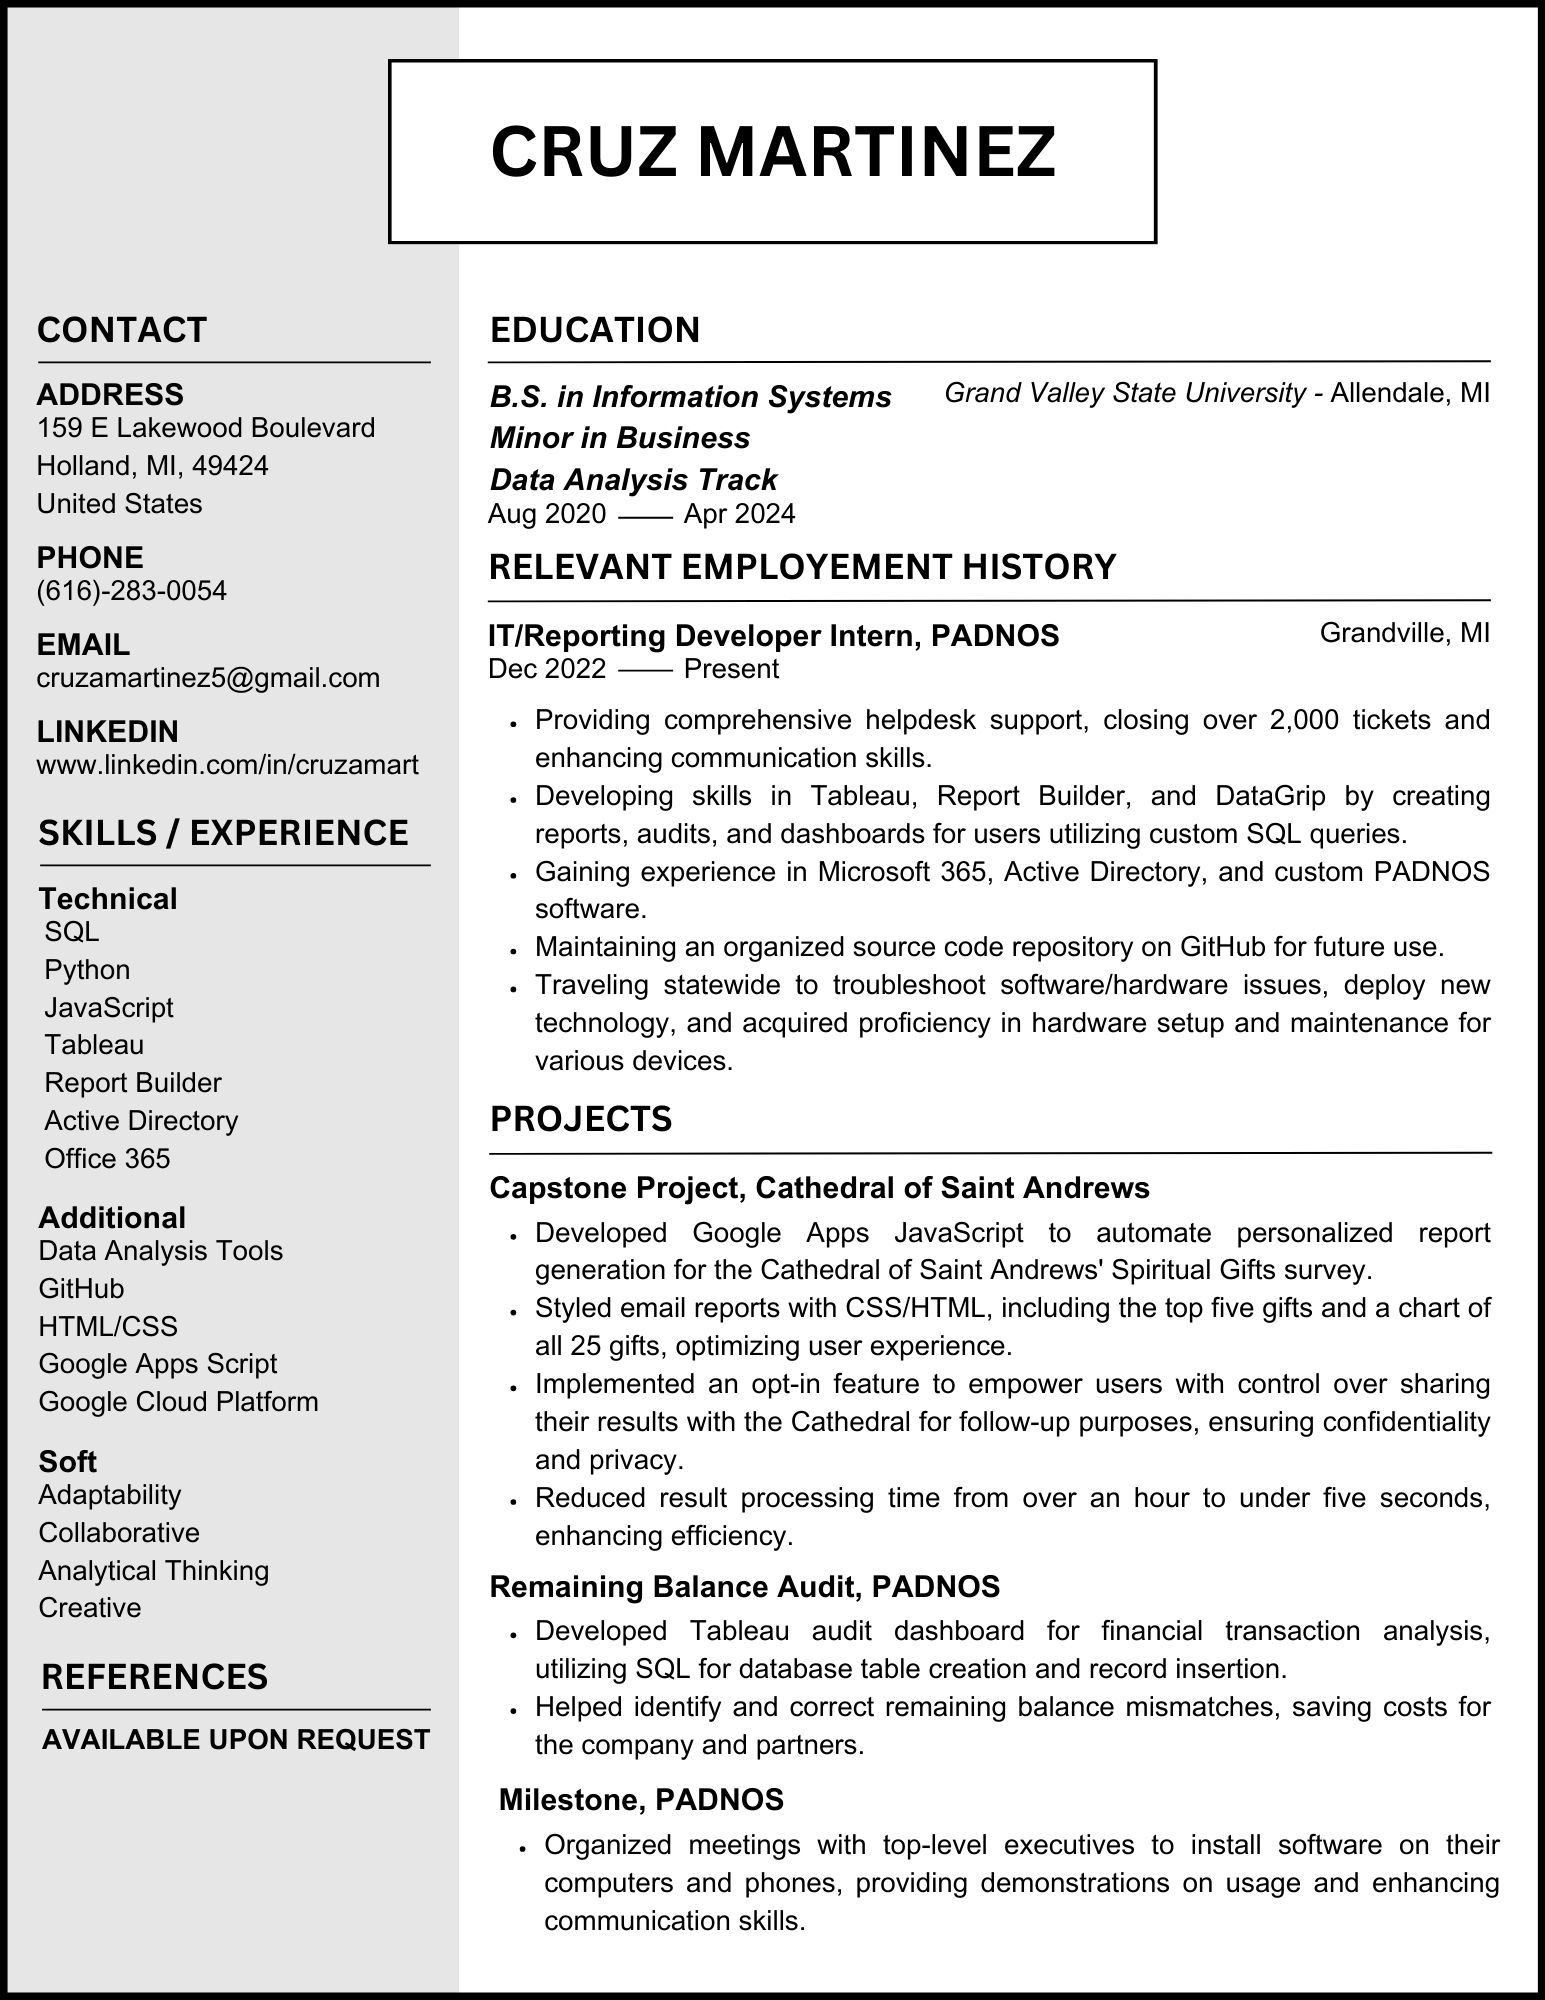 CRUZ MARTINEZ
CONTACT
ADDRESS
159 E Lakewood Boulevard
Holland, MI, 49424
United States
PHONE
(616)-283-0054
EMAIL
cruzamartinez5@gmail.com
LINKEDIN
www.linkedin.com/in/cruzamart
SKILLS / EXPERIENCE
Technical
SQL
Python
JavaScript
Tableau
Report Builder
Active Directory
Office 365
Additional
Data Analysis Tools
GitHub
HTML/CSS
Google Apps Script
Google Cloud Platform
Soft
Adaptability
Collaborative
Analytical Thinking
Creative
REFERENCES
AVAILABLE UPON REQUEST
EDUCATION
B.S. in Information Systems Grand Valley State University - Allendale, MI
Minor in Business
Data Analysis Track
Aug 2020 —— Apr 2024
RELEVANT EMPLOYEMENT HISTORY
IT/Reporting Developer Intern, PADNOS Grandville, MI
Dec 2022 —— Present
• Providing comprehensive helpdesk support, closing over 2,000 tickets and
enhancing communication skills.
• Developing skills in Tableau, Report Builder, and DataGrip by creating
reports, audits, and dashboards for users utilizing custom SQL queries.
• Gaining experience in Microsoft 365, Active Directory, and custom PADNOS
software.
• Maintaining an organized source code repository on GitHub for future use.
• Traveling statewide to troubleshoot software/hardware issues, deploy new
technology, and acquired proficiency in hardware setup and maintenance for
various devices.
PROJECTS
Capstone Project, Cathedral of Saint Andrews
• Developed Google Apps JavaScript to automate personalized report
generation for the Cathedral of Saint Andrews' Spiritual Gifts survey.
• Styled email reports with CSS/HTML, including the top five gifts and a chart of
all 25 gifts, optimizing user experience.
• Implemented an opt-in feature to empower users with control over sharing
their results with the Cathedral for follow-up purposes, ensuring confidentiality
and privacy.
• Reduced result processing time from over an hour to under five seconds,
enhancing efficiency.
Remaining Balance Audit, PADNOS
• Developed Tableau audit dashboard for financial transaction analysis,
utilizing SQL for database table creation and record insertion.
• Helped identify and correct remaining balance mismatches, saving costs for
the company and partners.
Milestone, PADNOS
• Organized meetings with top-level executives to install software on their
computers and phones, providing demonstrations on usage and enhancing
communication skills.